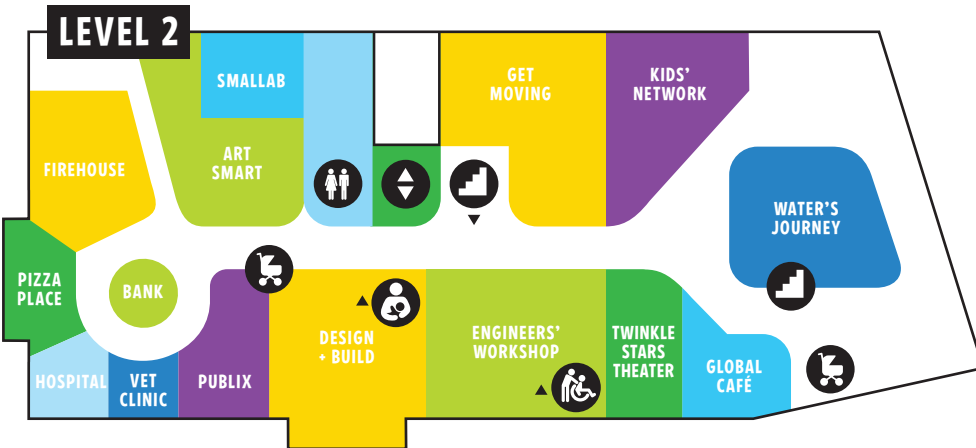 LEVEL 2
SMALLAB
GET
MOVING
KIDS'
NETWORK
FIREHOUSE
ART
SMART
WATER'S
JOURNEY
PIZZA
PLACE
BANK
DESIGN
+ BUILD
ENGINEERS'
WORKSHOP
TWINKLE
STARS
THEATER
GLOBAL
CAFÉ
HOSPITAL
VET
CLINIC
PUBLIX